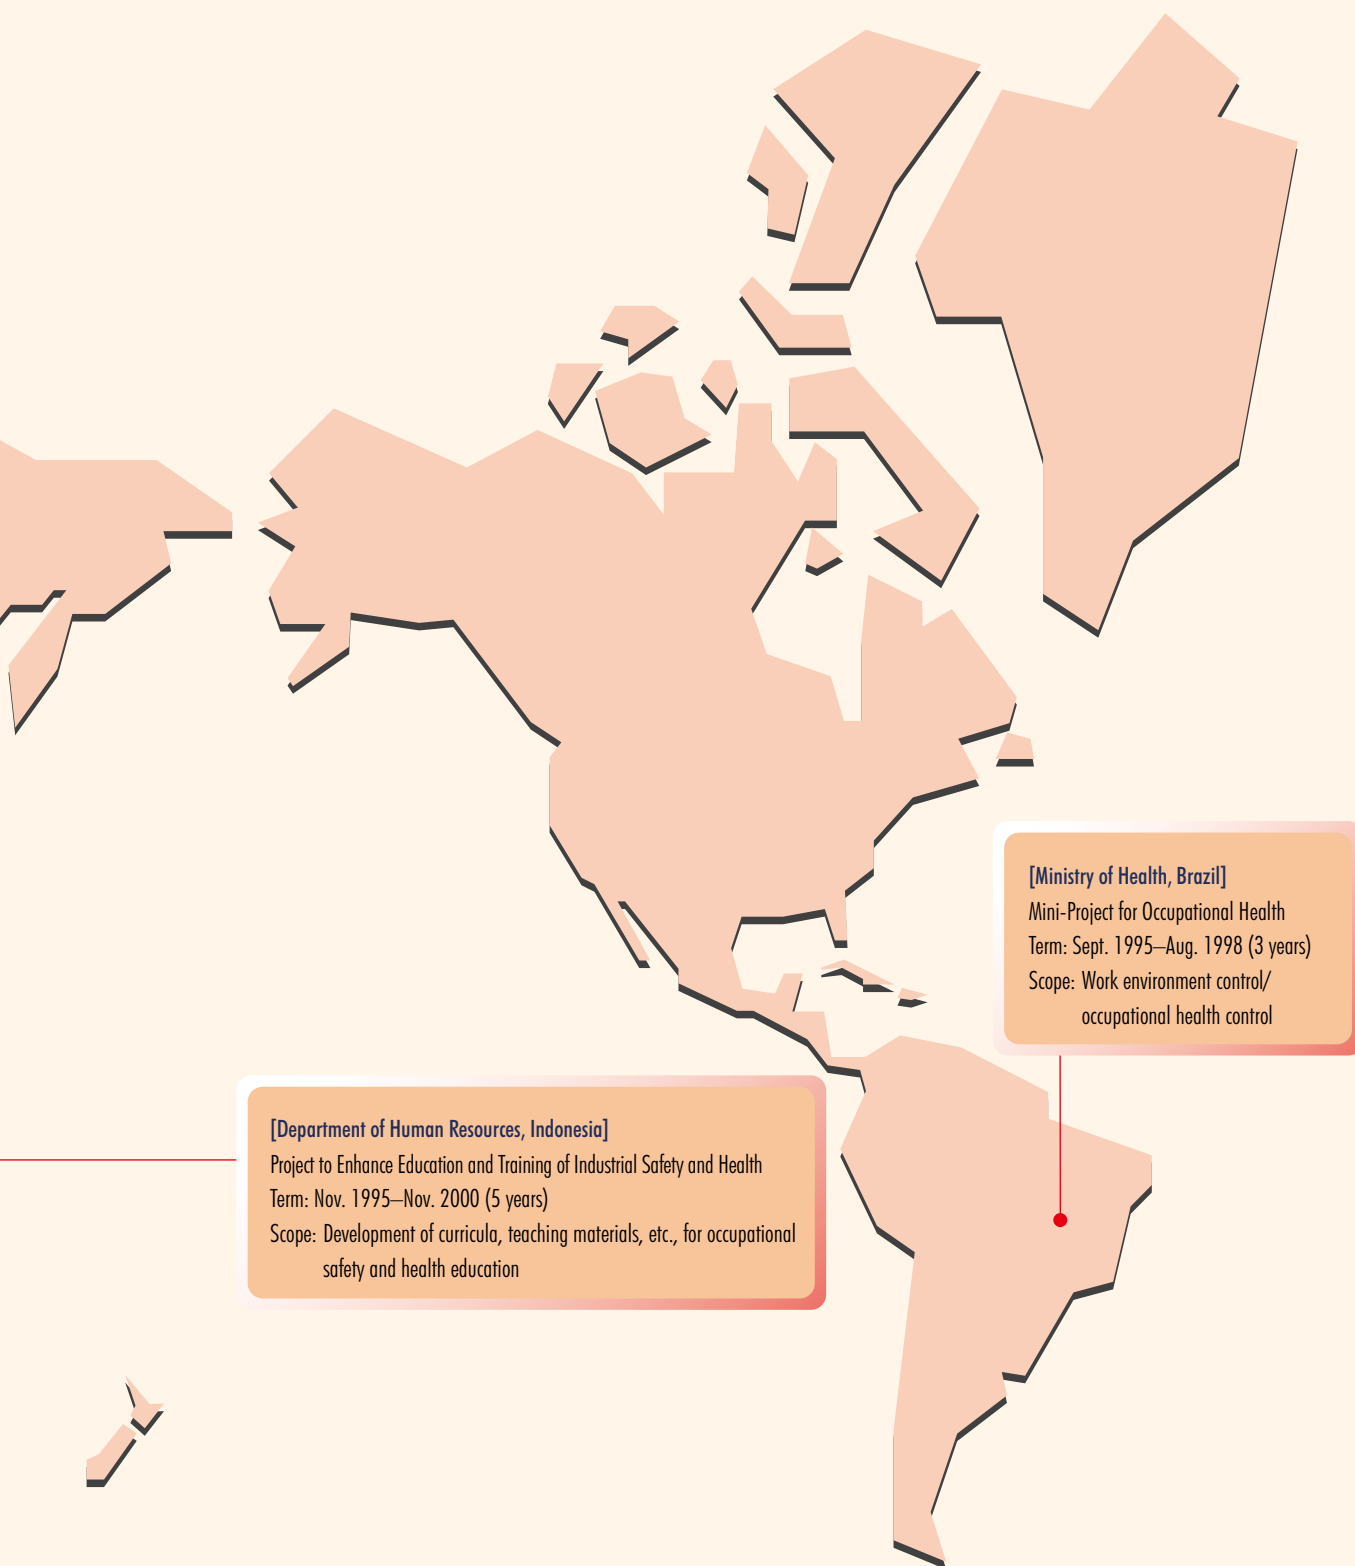 [Ministry of Health, Brazil]
Mini-Project for Occupational Health
Term: Sept. 1995–Aug. 1998 (3 years)
Scope: Work environment control/
occupational health control
[Department of Human Resources, Indonesia]
Project to Enhance Education and Training of Industrial Safety and Health
Term: Nov. 1995–Nov. 2000 (5 years)
Scope: Development of curricula, teaching materials, etc., for occupational
safety and health education